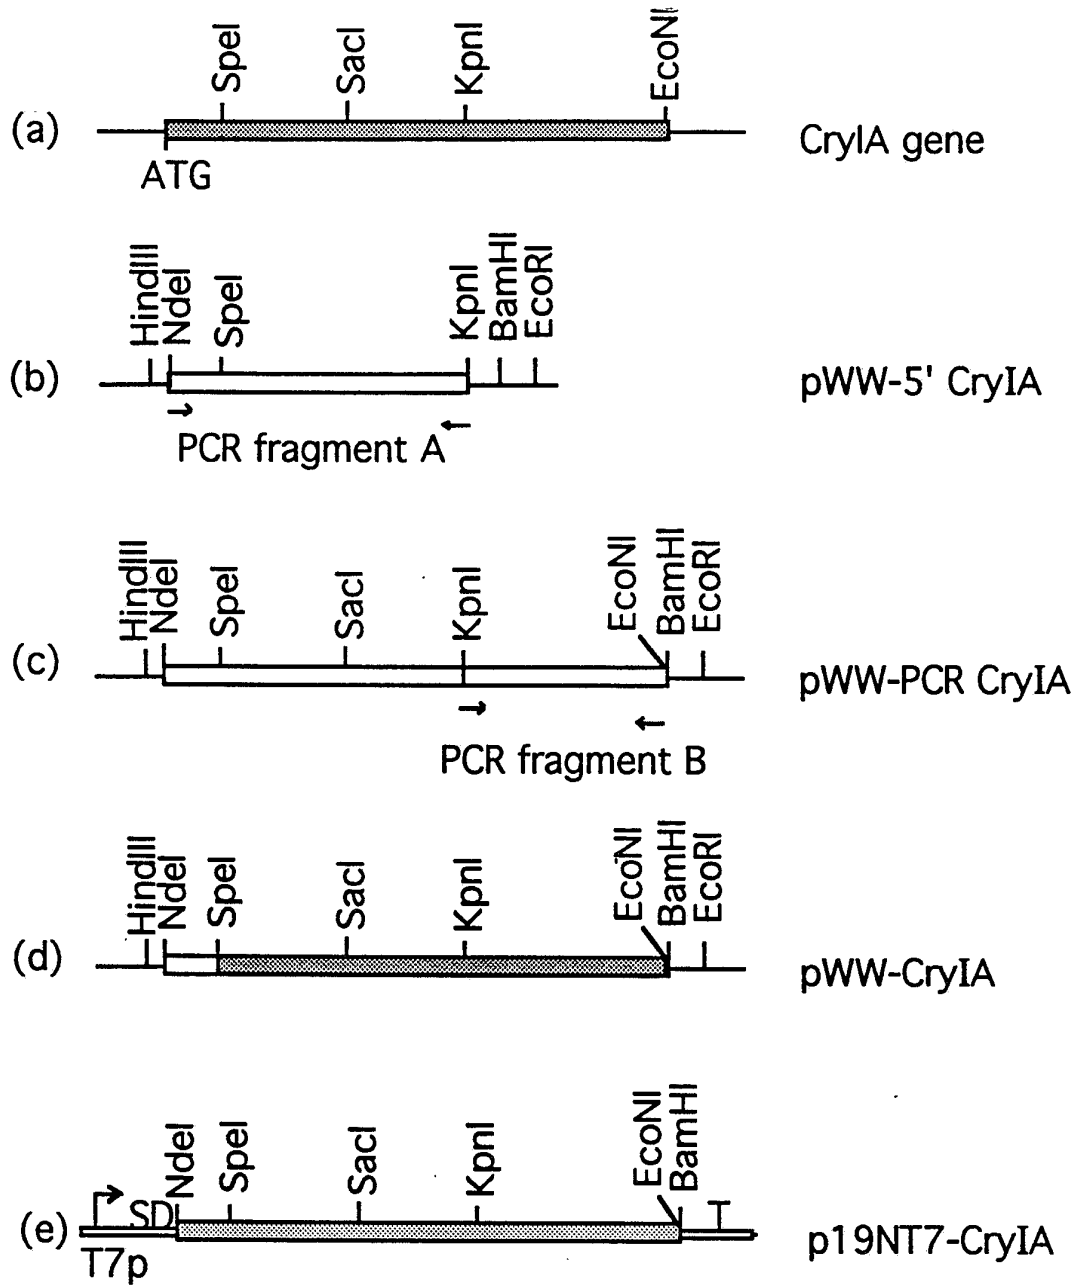 SpeI SacI KpnI EcoNI
(a) CryIA gene
ATG
HindIII NdeI SpeI KpnI BamHI EcoRI
(b) pWW-5' CryIA
PCR fragment A
HindIII NdeI SpeI SacI KpnI EcoNI BamHI EcoRI
(c) pWW-PCR CryIA
PCR fragment B
HindIII NdeI SpeI SacI KpnI EcoNI BamHI EcoRI
(d) pWW-CryIA
NdeI SpeI SacI KpnI EcoNI BamHI
(e) SD T p19NT7-CryIA
T7p